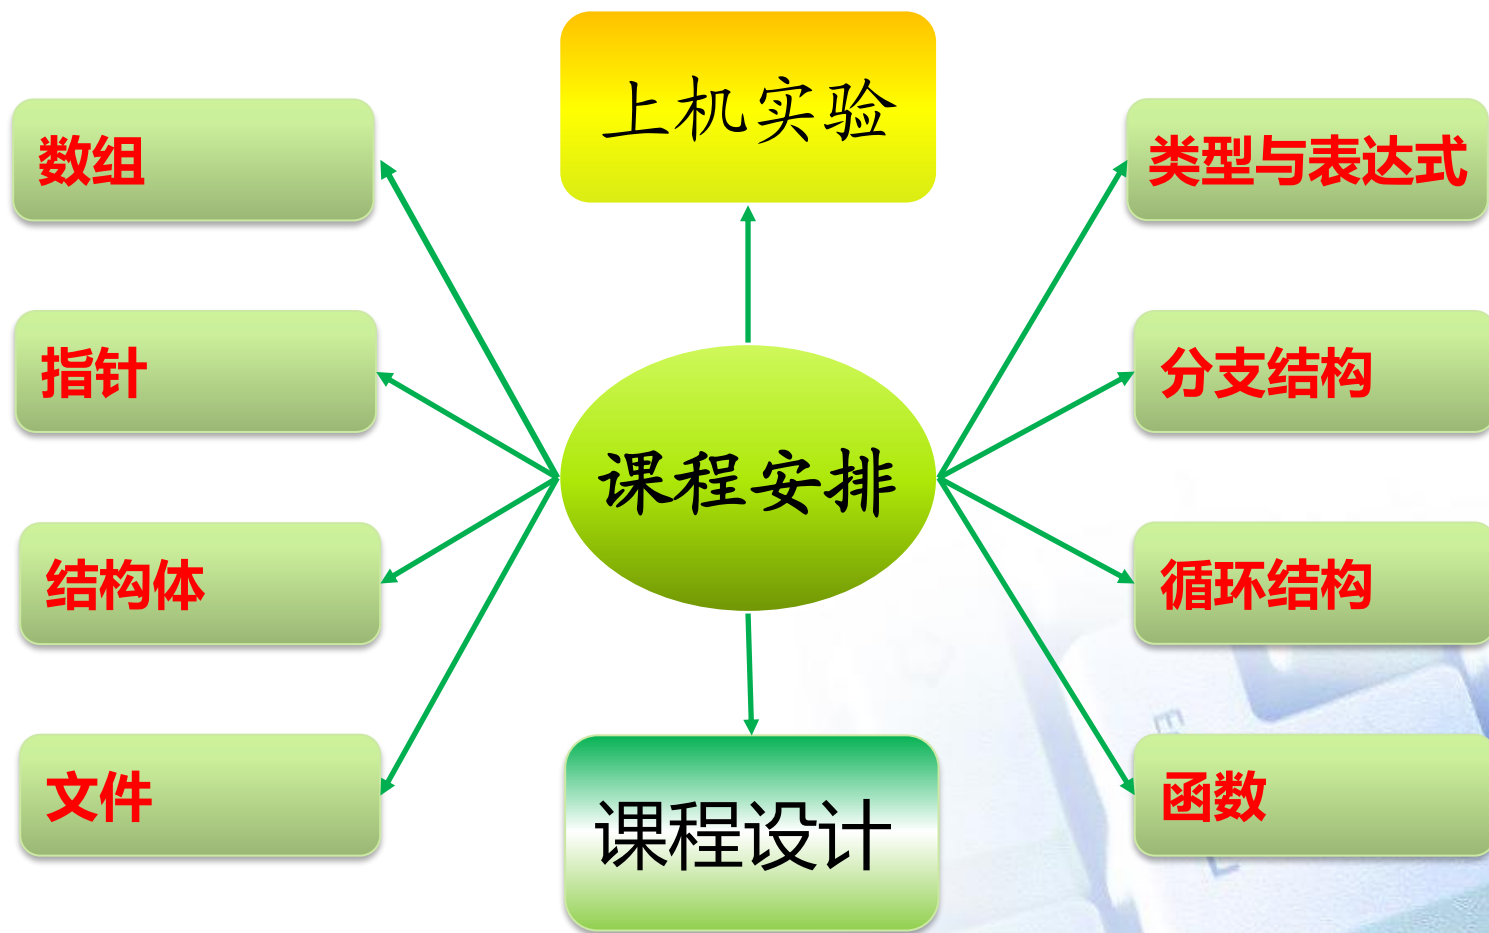 上机实验
数组
类型与表达式
指针
分支结构
课程安排
结构体
循环结构
文件
函数
课程设计